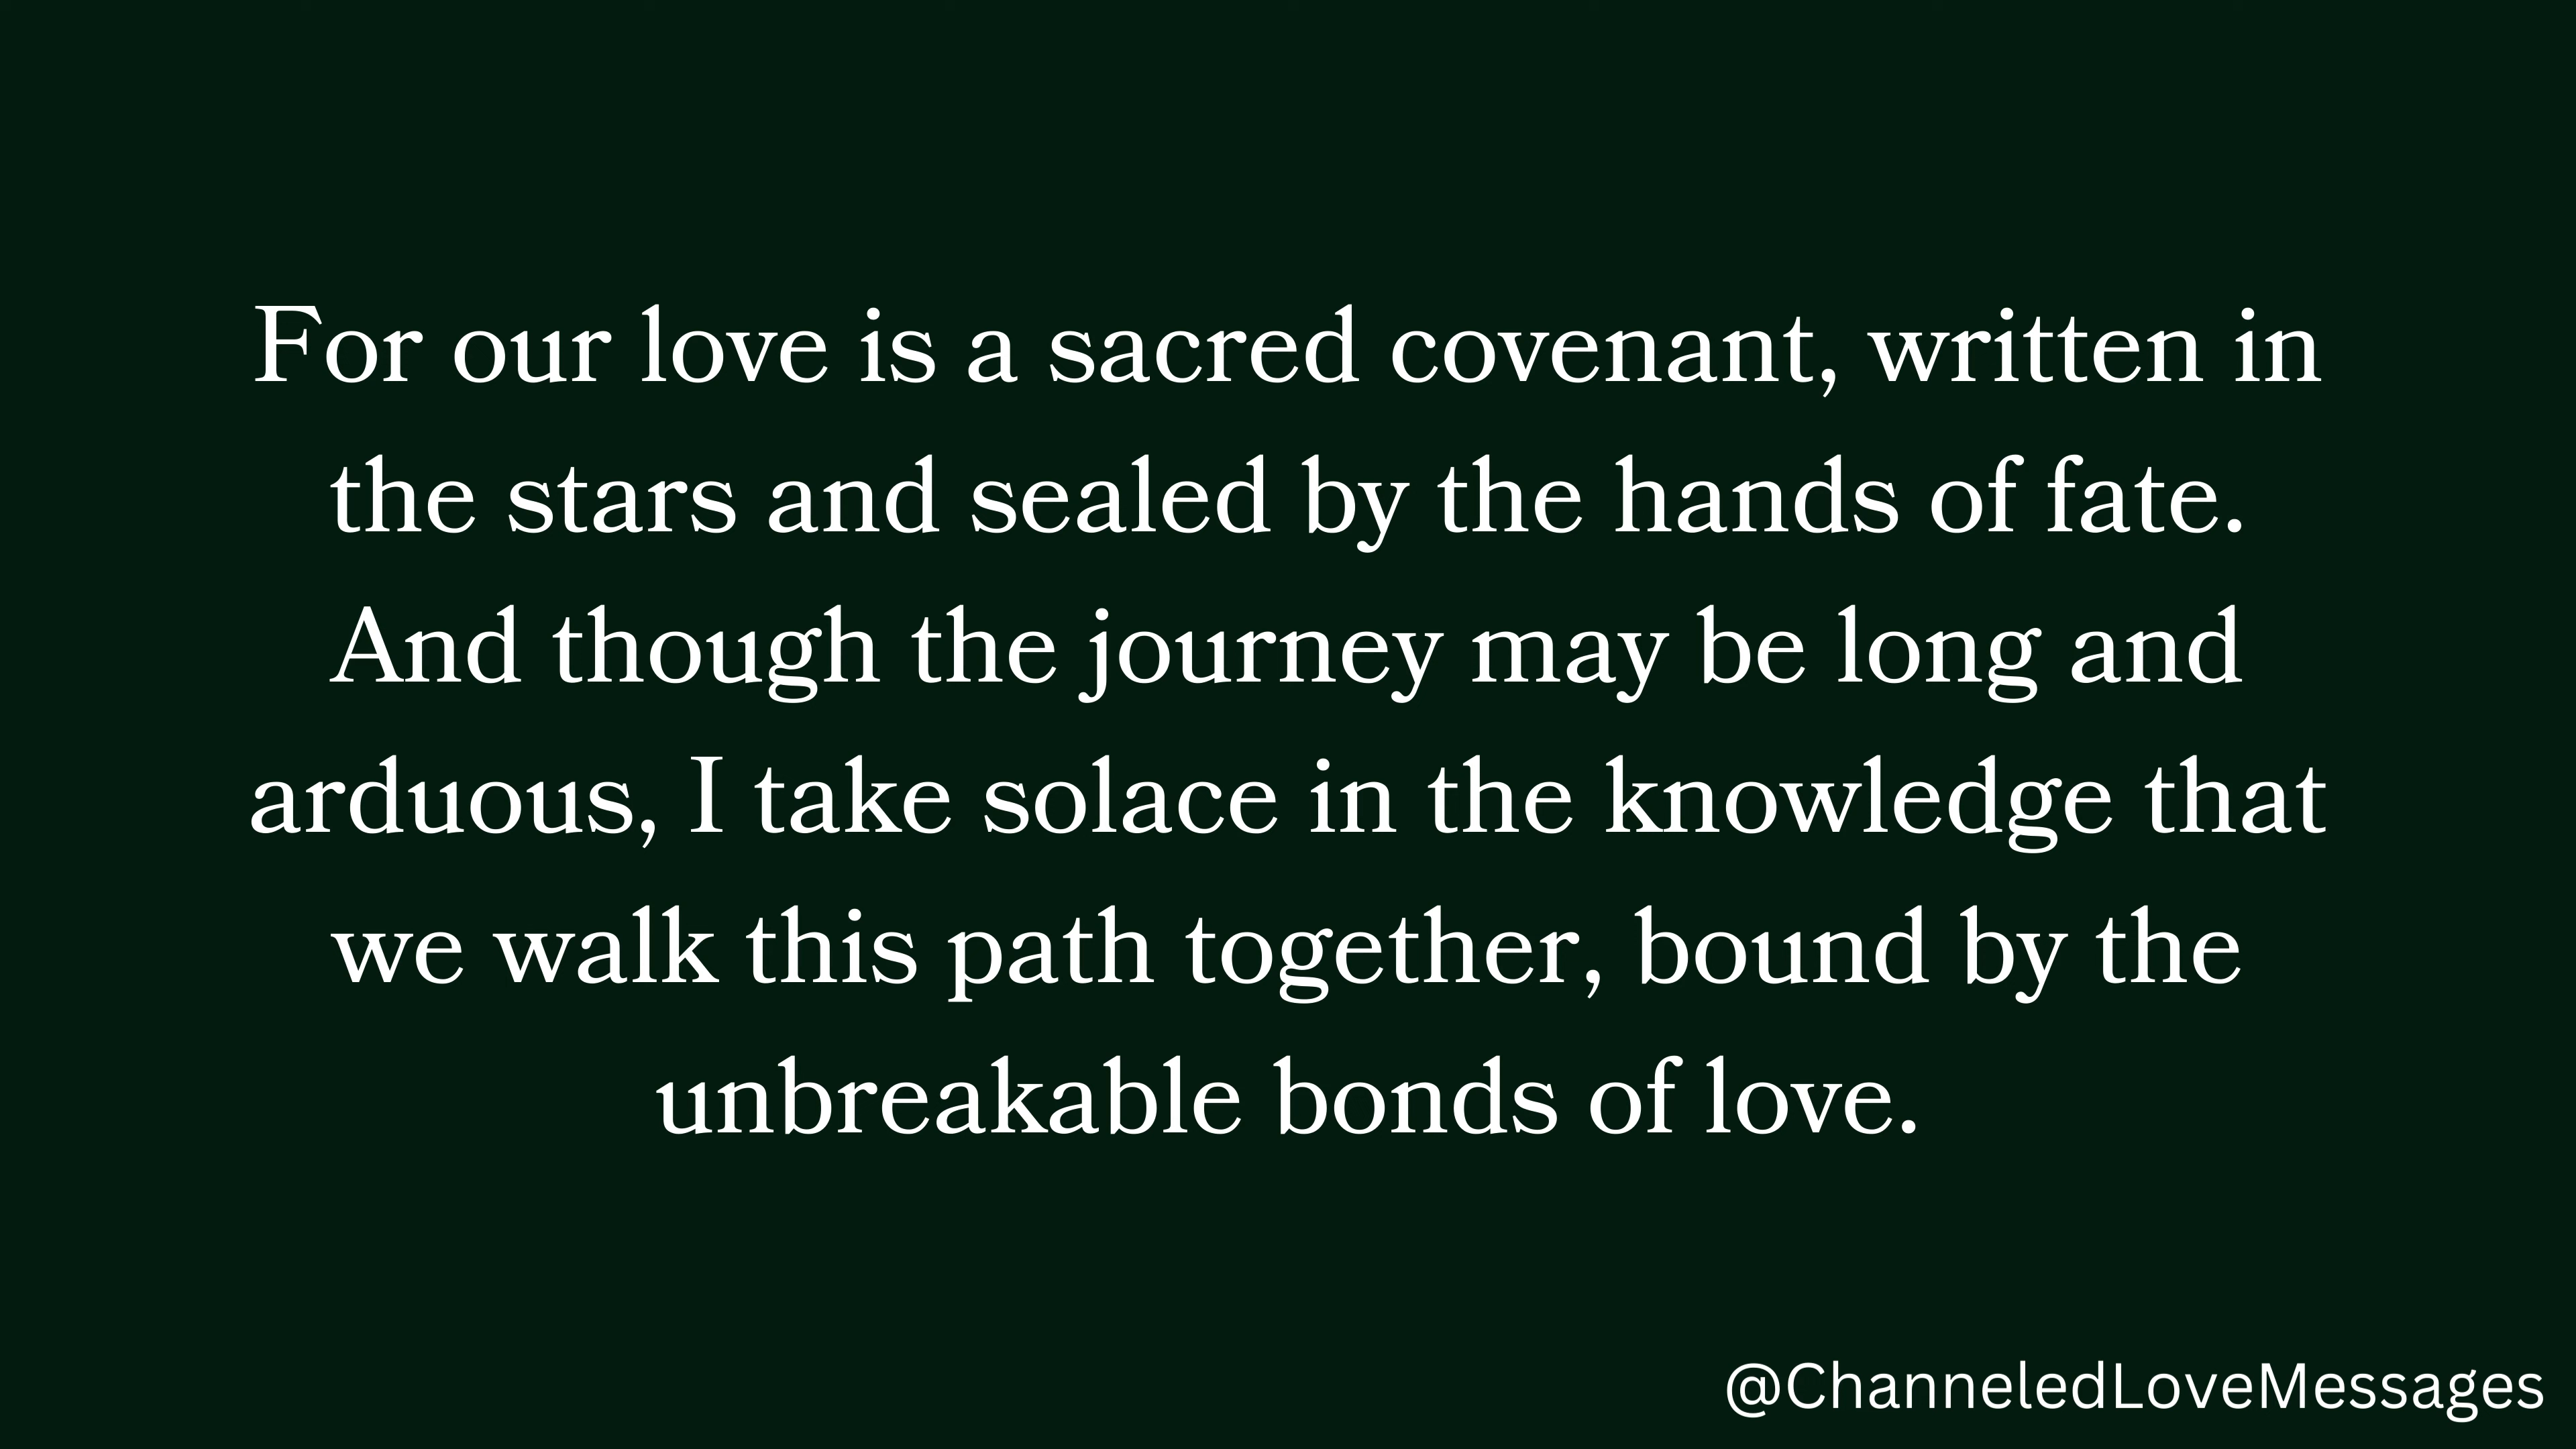 For our love is a sacred covenant, written in
the stars and sealed by the hands of fate.
And though the journey may be long and
arduous, I take solace in the knowledge that
we walk this path together, bound by the
unbreakable bonds of love.
@ChanneledLoveMessages